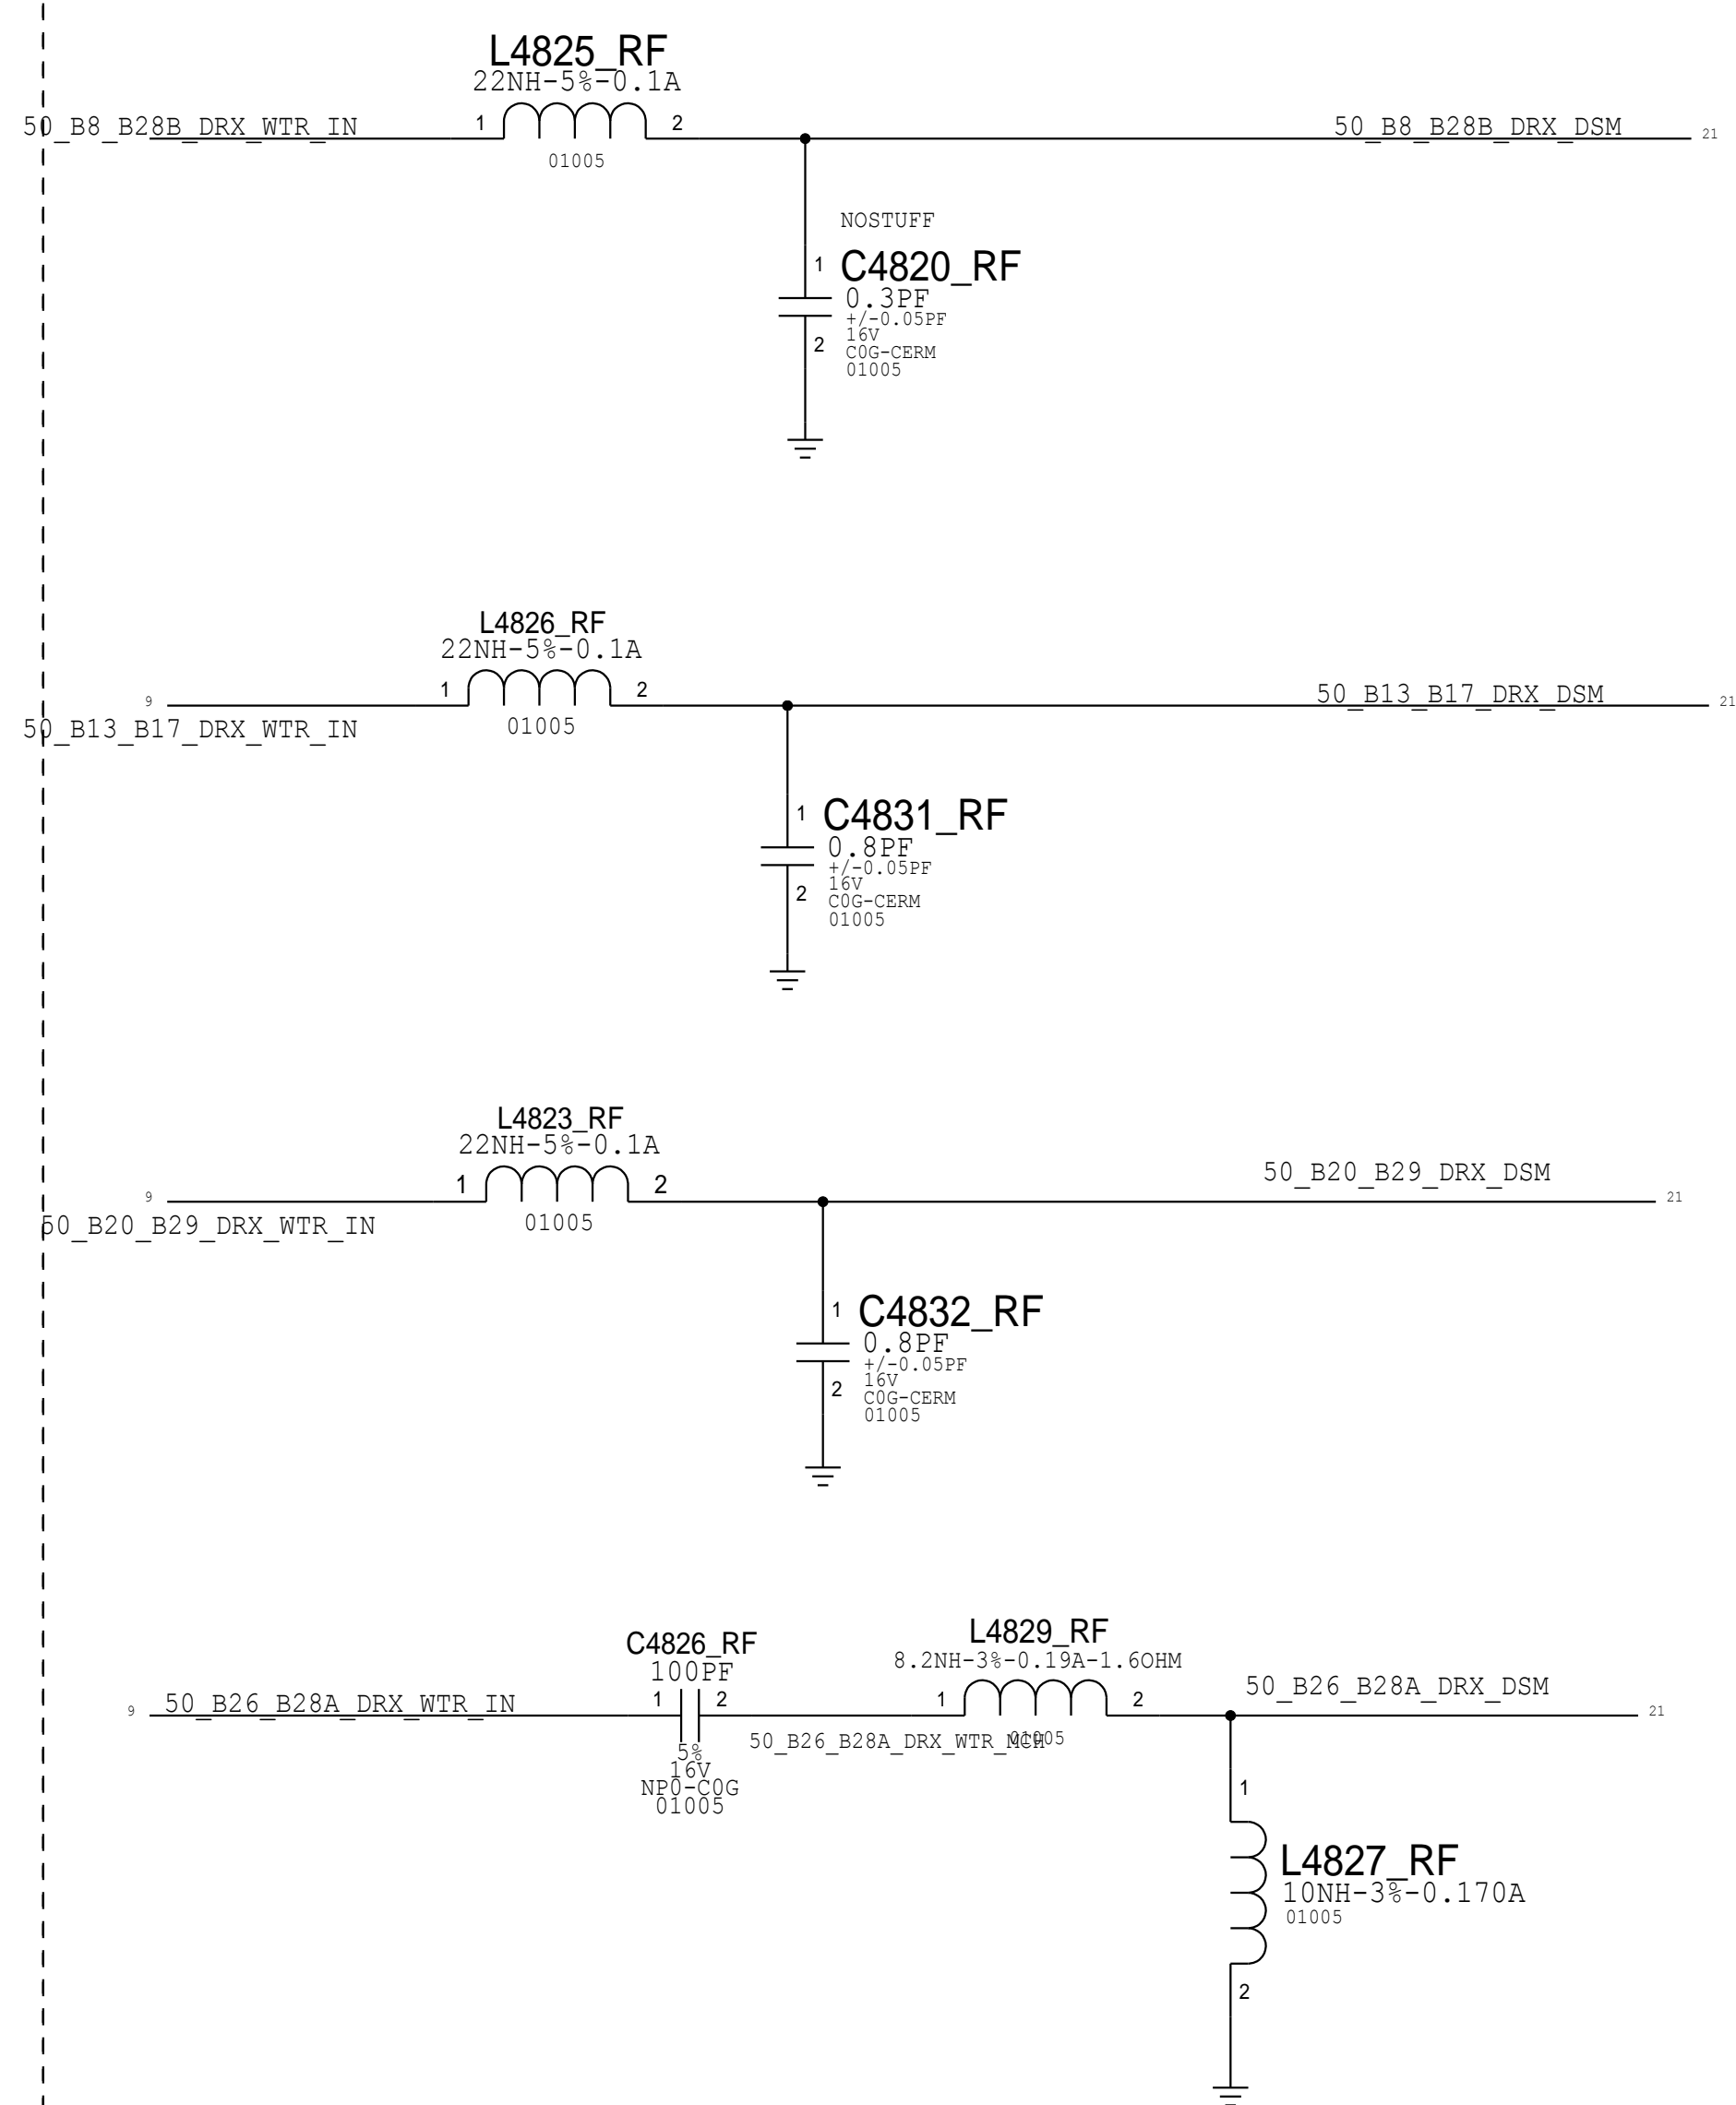 L4825_RF
22NH-5%-0.1A
50_B8_B28B_DRX_WTR_IN
1
2
50_B8_B28B_DRX_DSM
21
01005
NOSTUFF
1
C4820_RF
0.3PF
+/-0.05PF
16V
2
C0G-CERM
01005
L4826_RF
22NH-5%-0.1A
1
2
9
50_B13_B17_DRX_DSM
21
50_B13_B17_DRX_WTR_IN
01005
1
C4831_RF
0.8PF
+/-0.05PF
16V
2
C0G-CERM
01005
L4823_RF
22NH-5%-0.1A
1
2
50_B20_B29_DRX_DSM
9
21
50_B20_B29_DRX_WTR_IN
01005
1
C4832_RF
0.8PF
+/-0.05PF
16V
2
C0G-CERM
01005
C4826_RF
100PF
L4829_RF
8.2NH-3%-0.19A-1.6OHM
9
50_B26_B28A_DRX_WTR_IN
1
2
1
2
50_B26_B28A_DRX_DSM
21
50_B26_B28A_DRX_WTR_MCH
01005
5%
16V
NP0-C0G
01005
1
L4827_RF
10NH-3%-0.170A
01005
2